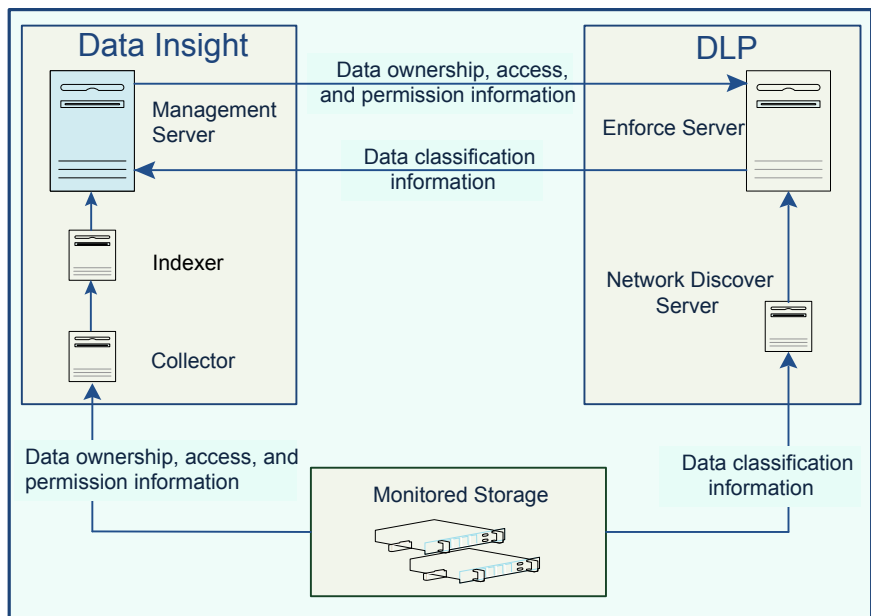 Data Insight
DLP
Data ownership, access,
and permission information
Management
Server
Enforce Server
Data classification
information
Indexer
Network Discover
Server
Collector
Data ownership, access, and
permission information
Data classification
information
Monitored Storage